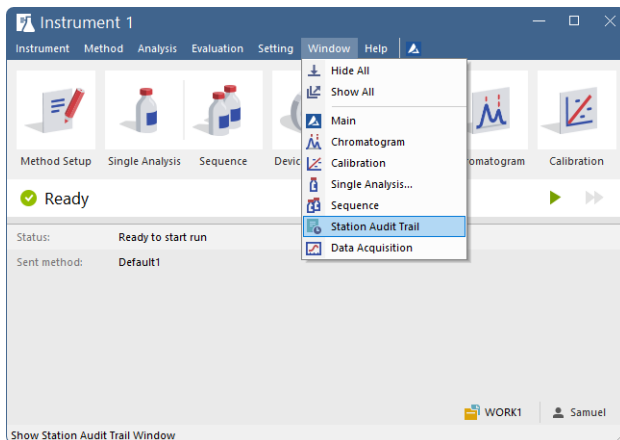 Instrument 1
Instrument Method Analysis Evaluation Setting Window Help
Hide All
Show All
Main
Chromatogram
Calibration
Single Analysis...
Sequence
Station Audit Trail
Data Acquisition
Method Setup Single Analysis Sequence Devic omatogram Calibration
Ready
Status: Ready to start run
Sent method: Default1
WORK1 Samuel
Show Station Audit Trail Window